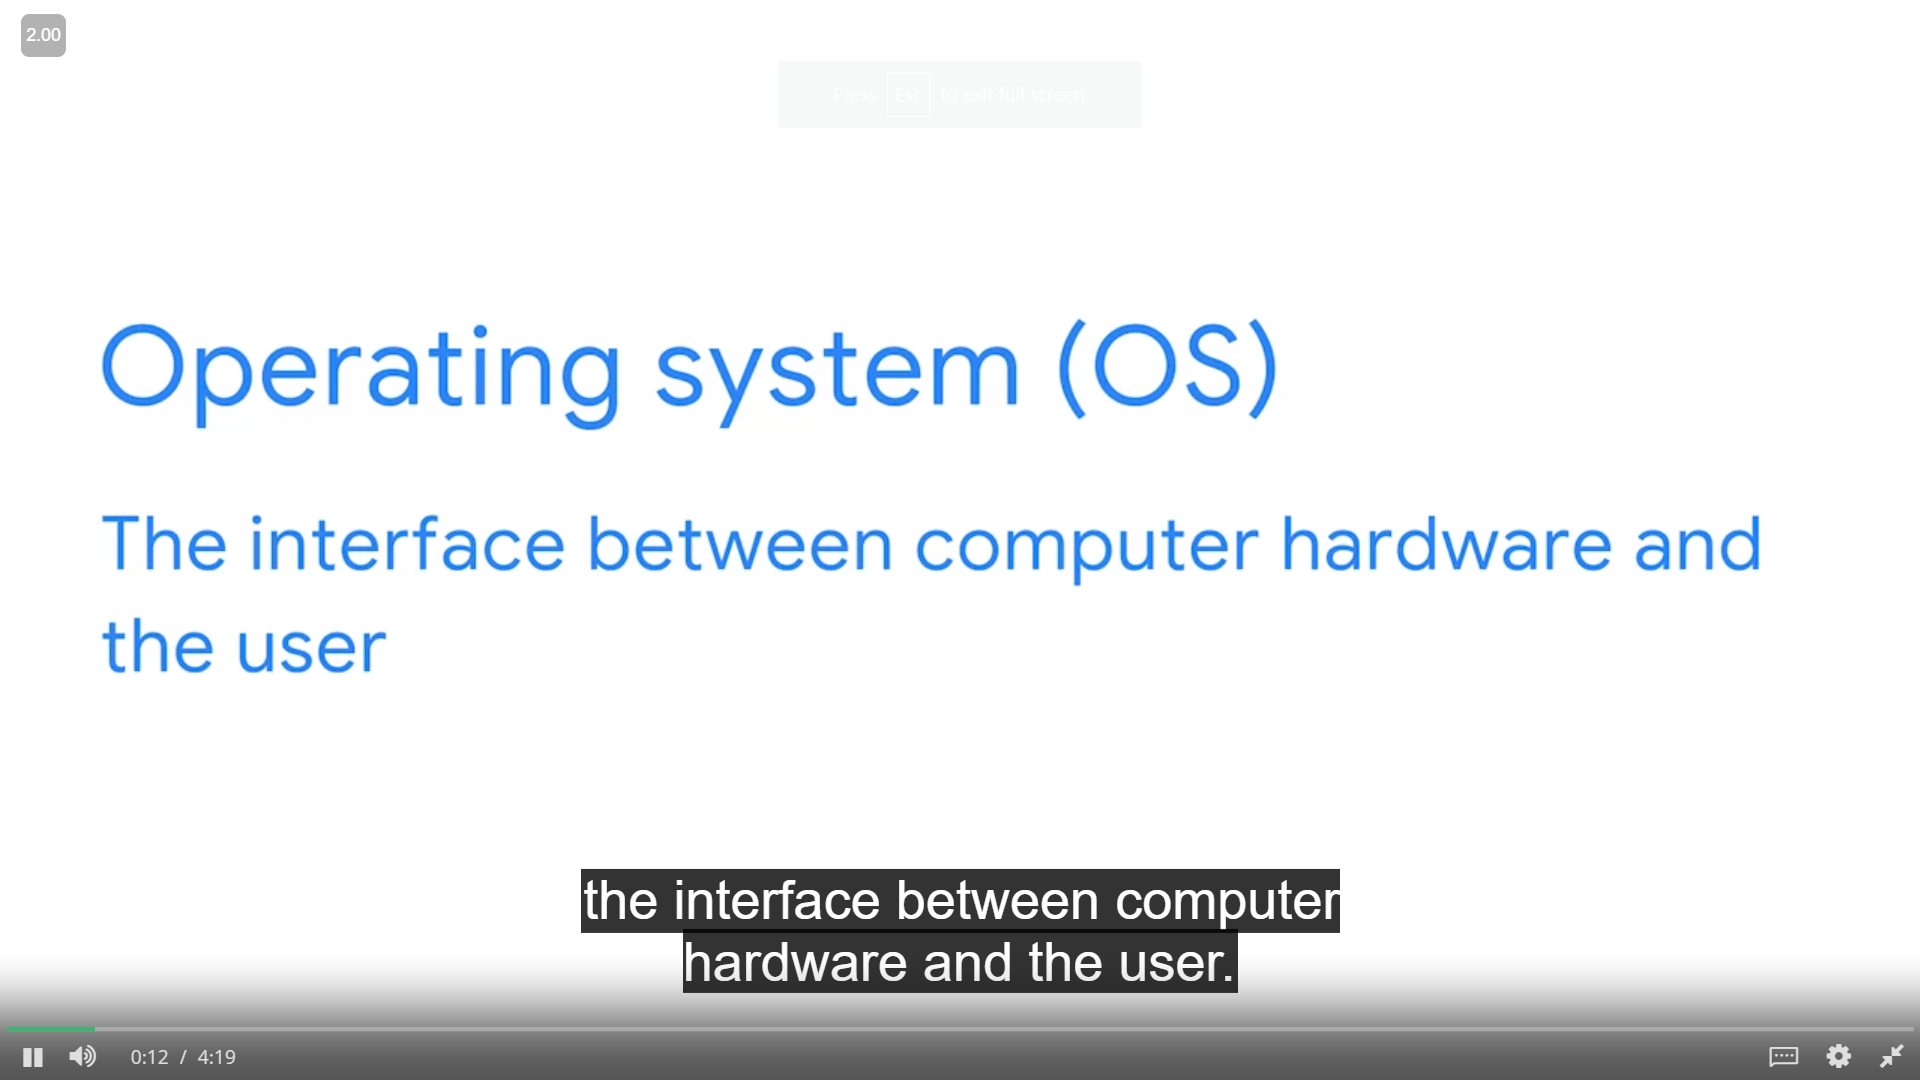 2.00
Press Esc to exit full screen
Operating system (OS)
The interface between computer hardware and
the user
the interface between computer
hardware and the user.
0:12 / 4:19